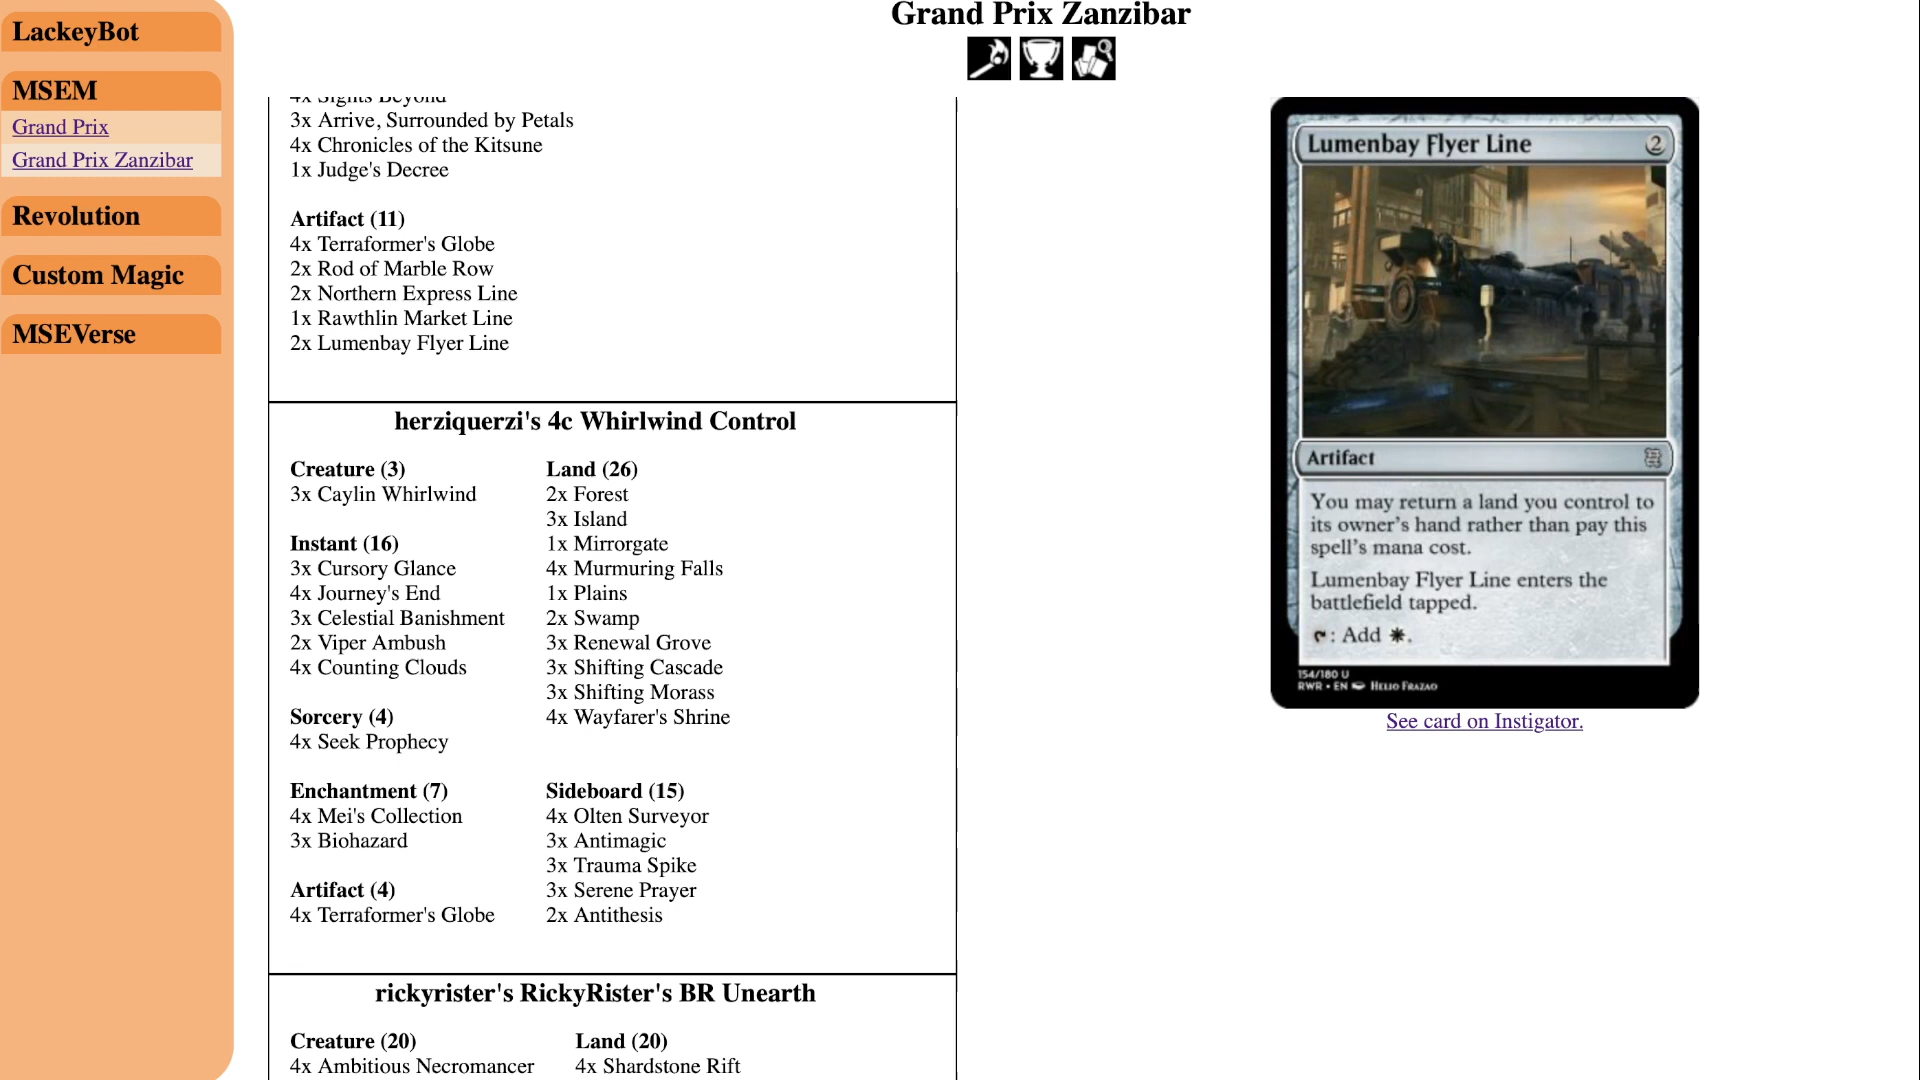 LackeyBot
MSEM
Grand Prix
Grand Prix Zanzibar
Revolution
Custom Magic
MSEVerse
Grand Prix Zanzibar
4x Sights Beyond
3x Arrive, Surrounded by Petals
4x Chronicles of the Kitsune
1x Judge's Decree
Artifact (11)
4x Terraformer's Globe
2x Rod of Marble Row
2x Northern Express Line
1x Rawthlin Market Line
2x Lumenbay Flyer Line
herziquerzi's 4c Whirlwind Control
Creature (3)
3x Caylin Whirlwind
Instant (16)
3x Cursory Glance
4x Journey's End
3x Celestial Banishment
2x Viper Ambush
4x Counting Clouds
Sorcery (4)
4x Seek Prophecy
Enchantment (7)
4x Mei's Collection
3x Biohazard
Artifact (4)
4x Terraformer's Globe
Land (26)
2x Forest
3x Island
1x Mirrorgate
4x Murmuring Falls
1x Plains
2x Swamp
3x Renewal Grove
3x Shifting Cascade
3x Shifting Morass
4x Wayfarer's Shrine
Sideboard (15)
4x Olten Surveyor
3x Antimagic
3x Trauma Spike
3x Serene Prayer
2x Antithesis
rickyrister's RickyRister's BR Unearth
Creature (20)
4x Ambitious Necromancer
Land (20)
4x Shardstone Rift
Lumenbay Flyer Line 2
Artifact
You may return a land you control to
its owner's hand rather than pay this
spell's mana cost.
Lumenbay Flyer Line enters the
battlefield tapped.
: Add .
154/180 U
RWR • EN Helio Frazao
See card on Instigator.